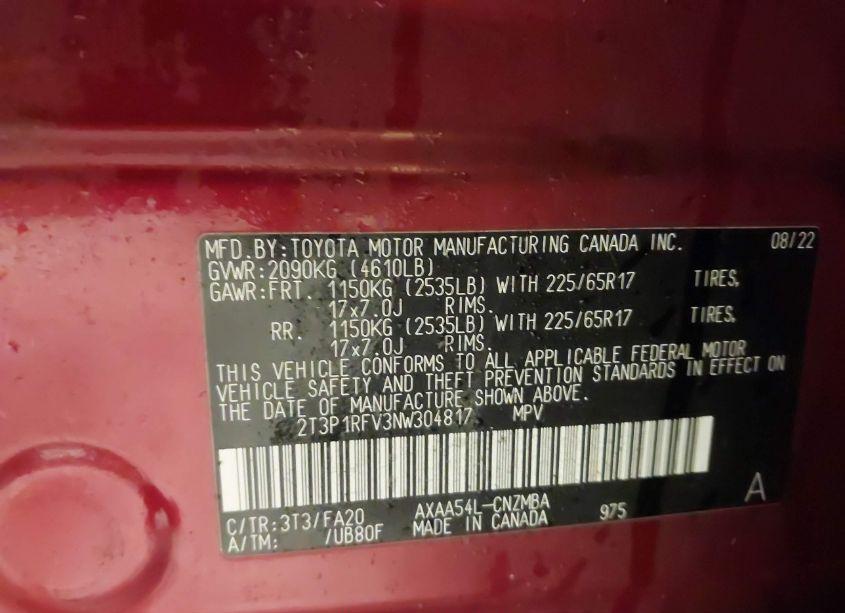 MFD.BY:TOYOTA MOTOR MANUFACTURING CANADA INC. 08/22
GVWR:2090KG (4610LB)
GAWR:FRT. 1150KG (2535LB) WITH 225/65R17 TIRES,
17x7.0J RIMS.
RR. 1150KG (2535LB) WITH 225/65R17 TIRES,
17x7.0J RIMS.
THIS VEHICLE CONFORMS TO ALL APPLICABLE FEDERAL MOTOR
VEHICLE SAFETY AND THEFT PREVENTION STANDARDS IN EFFECT ON
THE DATE OF MANUFACTURE SHOWN ABOVE.
2T3P1RFV3NW304817 MPV
C/TR:3T3/FA20 AXAA54L-CNZMBA 975 A
A/TM: /UB80F MADE IN CANADA